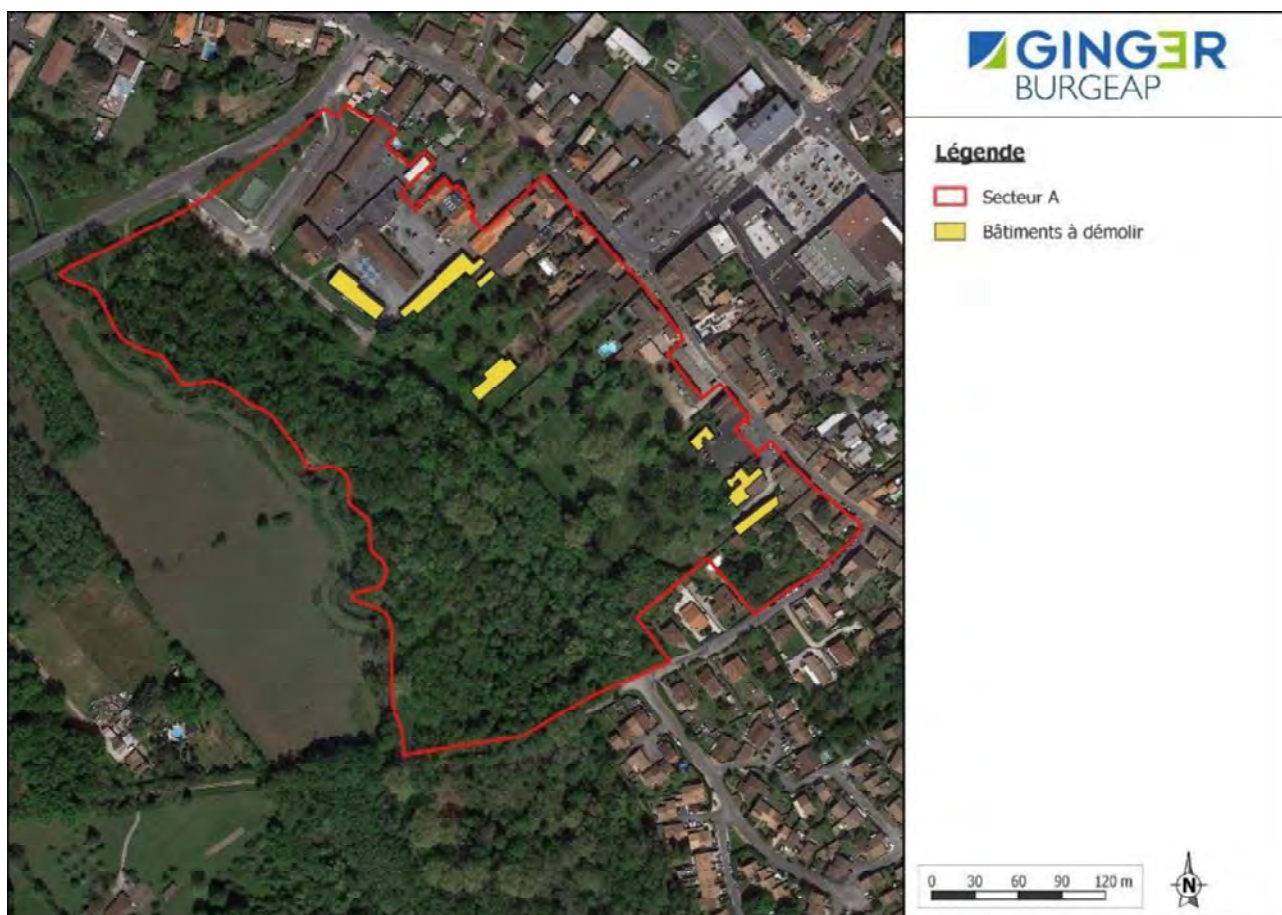 GINGER
BURGEAP
Légende
Secteur A
Bâtiments à démolir
0 30 60 90 120 m
N